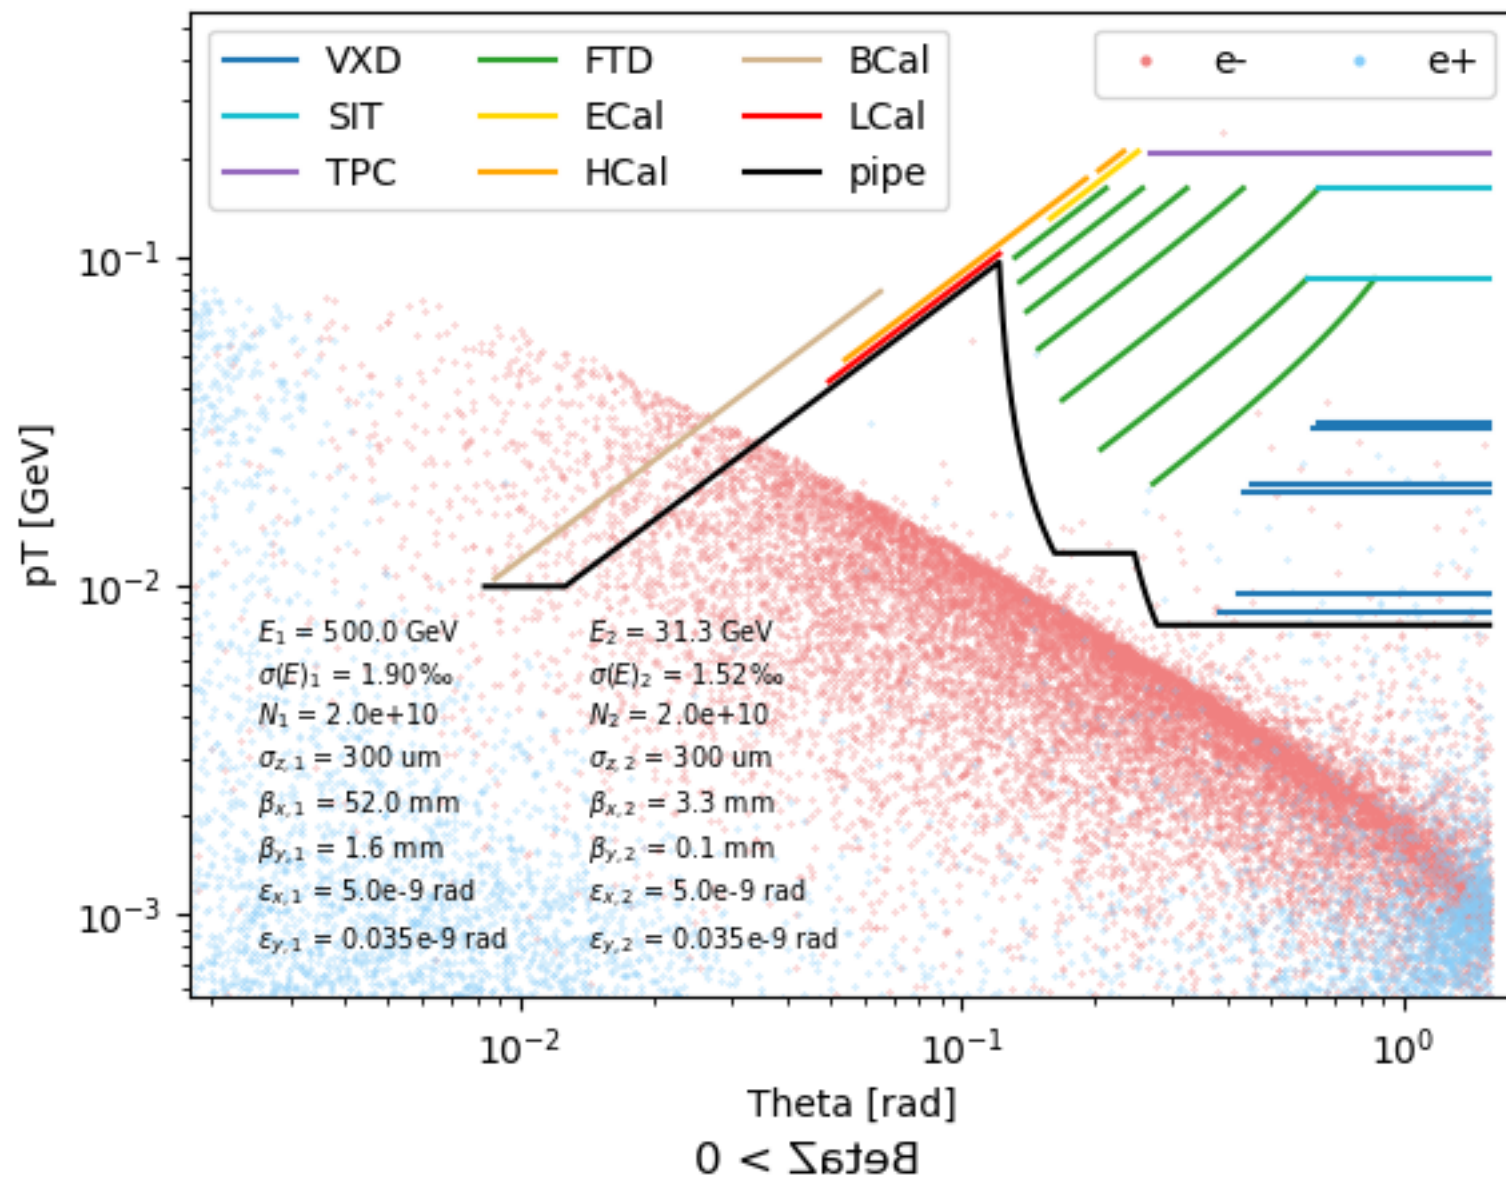 VXD FTD BCal e- e+
SIT ECal LCal
TPC HCal pipe
10⁻¹
10⁻²
10⁻³
pT [GeV]
E₁ = 500.0 GeV E₂ = 31.3 GeV
σ(E)₁ = 1.90‰ σ(E)₂ = 1.52‰
N₁ = 2.0e+10 N₂ = 2.0e+10
σz,1 = 300 um σz,2 = 300 um
βx,1 = 52.0 mm βx,2 = 3.3 mm
βy,1 = 1.6 mm βy,2 = 0.1 mm
εx,1 = 5.0e-9 rad εx,2 = 5.0e-9 rad
εy,1 = 0.035e-9 rad εy,2 = 0.035e-9 rad
10⁻² 10⁻¹ 10⁰
Theta [rad]
BetaZ > 0